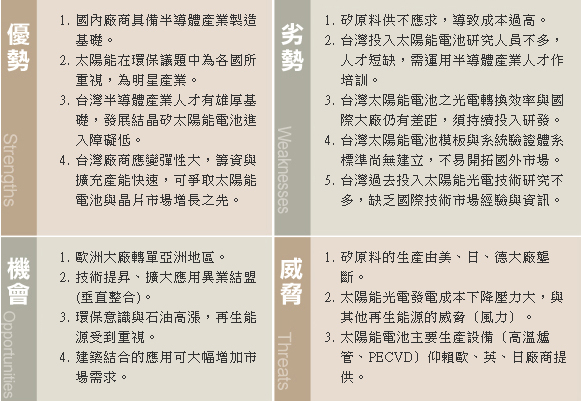 優勢
Strengths
1. 國內廠商具備半導體產業製造
基礎。
2. 太陽能在環保議題中為各國所
重視，為明星產業。
3. 台灣半導體產業人才有雄厚基
礎，發展結晶矽太陽能電池進
入障礙低。
4. 台灣廠商應變彈性大，籌資與
擴充產能快速，可爭取太陽能
電池與晶片市場增長之先。
劣勢
Weaknesses
1. 矽原料供不應求，導致成本過高。
2. 台灣投入太陽能電池研究人員不多，
人才短缺，需運用半導體產業人才作
培訓。
3. 台灣太陽能電池之光電轉換效率與國
際大廠仍有差距，須持續投入研發。
4. 台灣太陽能電池模板與系統驗證體系
標準尚無建立，不易開拓國外市場。
5. 台灣過去投入太陽能光電技術研究不
多，缺乏國際技術市場經驗與資訊。
機會
Opportunities
1. 歐洲大廠轉單亞洲地區。
2. 技術提昇、擴大應用異業結盟
(垂直整合)。
3. 環保意識與石油高漲，再生能
源受到重視。
4. 建築結合的應用可大幅增加市
場需求。
威脅
Threats
1. 矽原料的生產由美、日、德大廠壟
斷。
2. 太陽能光電發電成本下降壓力大，與
其他再生能源的威脅〔風力〕。
3. 太陽能電池主要生產設備〔高溫爐
管、PECVD〕仰賴歐、英、日廠商提
供。